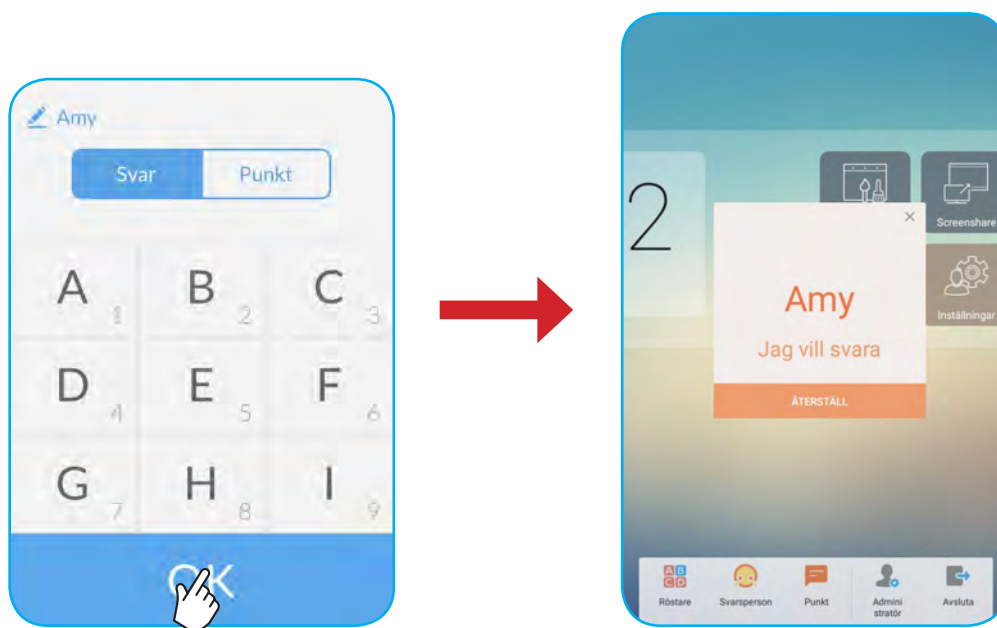 Amy
Svar Punkt
A 1 B 2 C 3
D 4 E 5 F 6
G 7 H 8 I 9
OK
2
Screenshare
Inställningar
Amy
Jag vill svara
ÅTERSTÄLL
A B
C D
Röstare Svarsperson Punkt Admini
stratör Avsluta